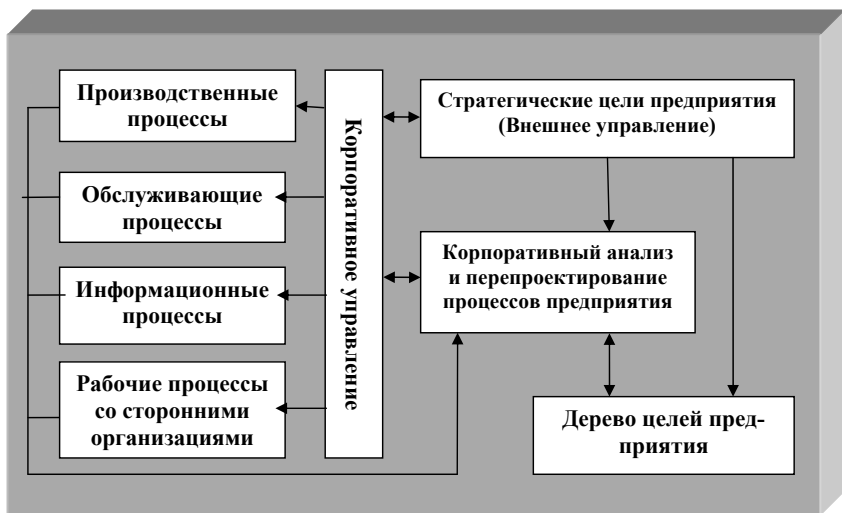 Производственные
процессы
Обслуживающие
процессы
Информационные
процессы
Рабочие процессы
со сторонними
организациями
Корпоративное управление
Стратегические цели предприятия
(Внешнее управление)
Корпоративный анализ
и перепроектирование
процессов предприятия
Дерево целей пред-
приятия